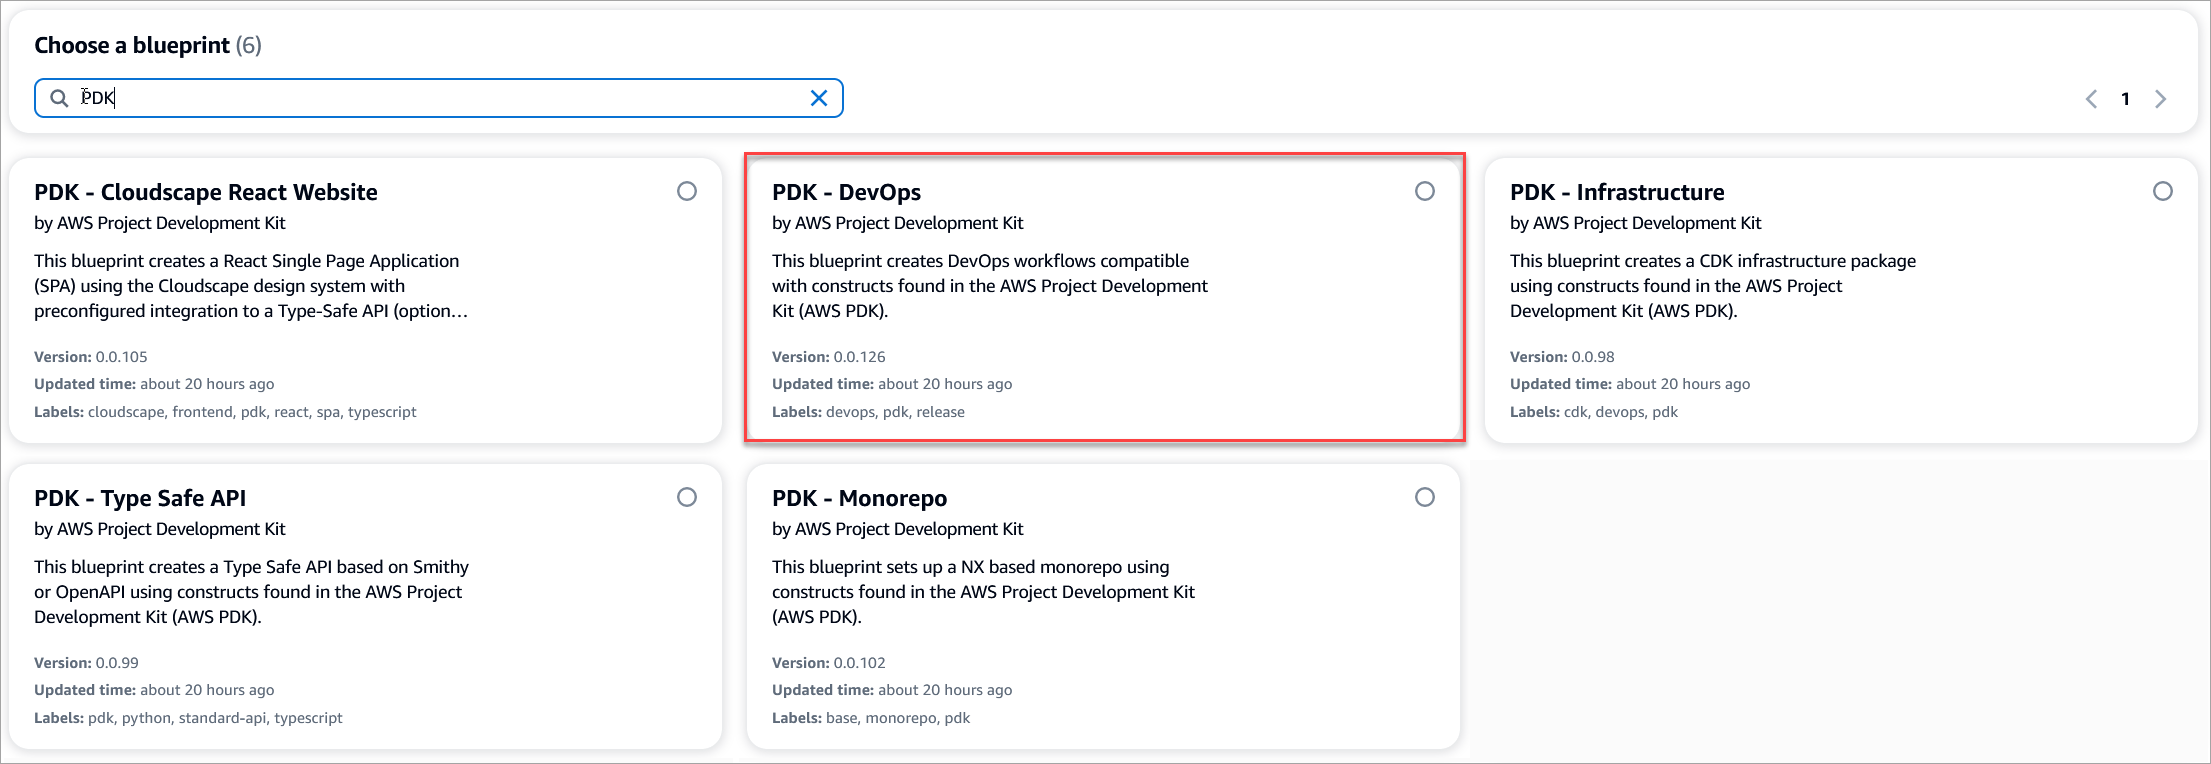 Choose a blueprint (6)
PDK
1
PDK - Cloudscape React Website
by AWS Project Development Kit
This blueprint creates a React Single Page Application
(SPA) using the Cloudscape design system with
preconfigured integration to a Type-Safe API (option…
Version: 0.0.105
Updated time: about 20 hours ago
Labels: cloudscape, frontend, pdk, react, spa, typescript
PDK - DevOps
by AWS Project Development Kit
This blueprint creates DevOps workflows compatible
with constructs found in the AWS Project Development
Kit (AWS PDK).
Version: 0.0.126
Updated time: about 20 hours ago
Labels: devops, pdk, release
PDK - Infrastructure
by AWS Project Development Kit
This blueprint creates a CDK infrastructure package
using constructs found in the AWS Project
Development Kit (AWS PDK).
Version: 0.0.98
Updated time: about 20 hours ago
Labels: cdk, devops, pdk
PDK - Type Safe API
by AWS Project Development Kit
This blueprint creates a Type Safe API based on Smithy
or OpenAPI using constructs found in the AWS Project
Development Kit (AWS PDK).
Version: 0.0.99
Updated time: about 20 hours ago
Labels: pdk, python, standard-api, typescript
PDK - Monorepo
by AWS Project Development Kit
This blueprint sets up a NX based monorepo using
constructs found in the AWS Project Development Kit
(AWS PDK).
Version: 0.0.102
Updated time: about 20 hours ago
Labels: base, monorepo, pdk